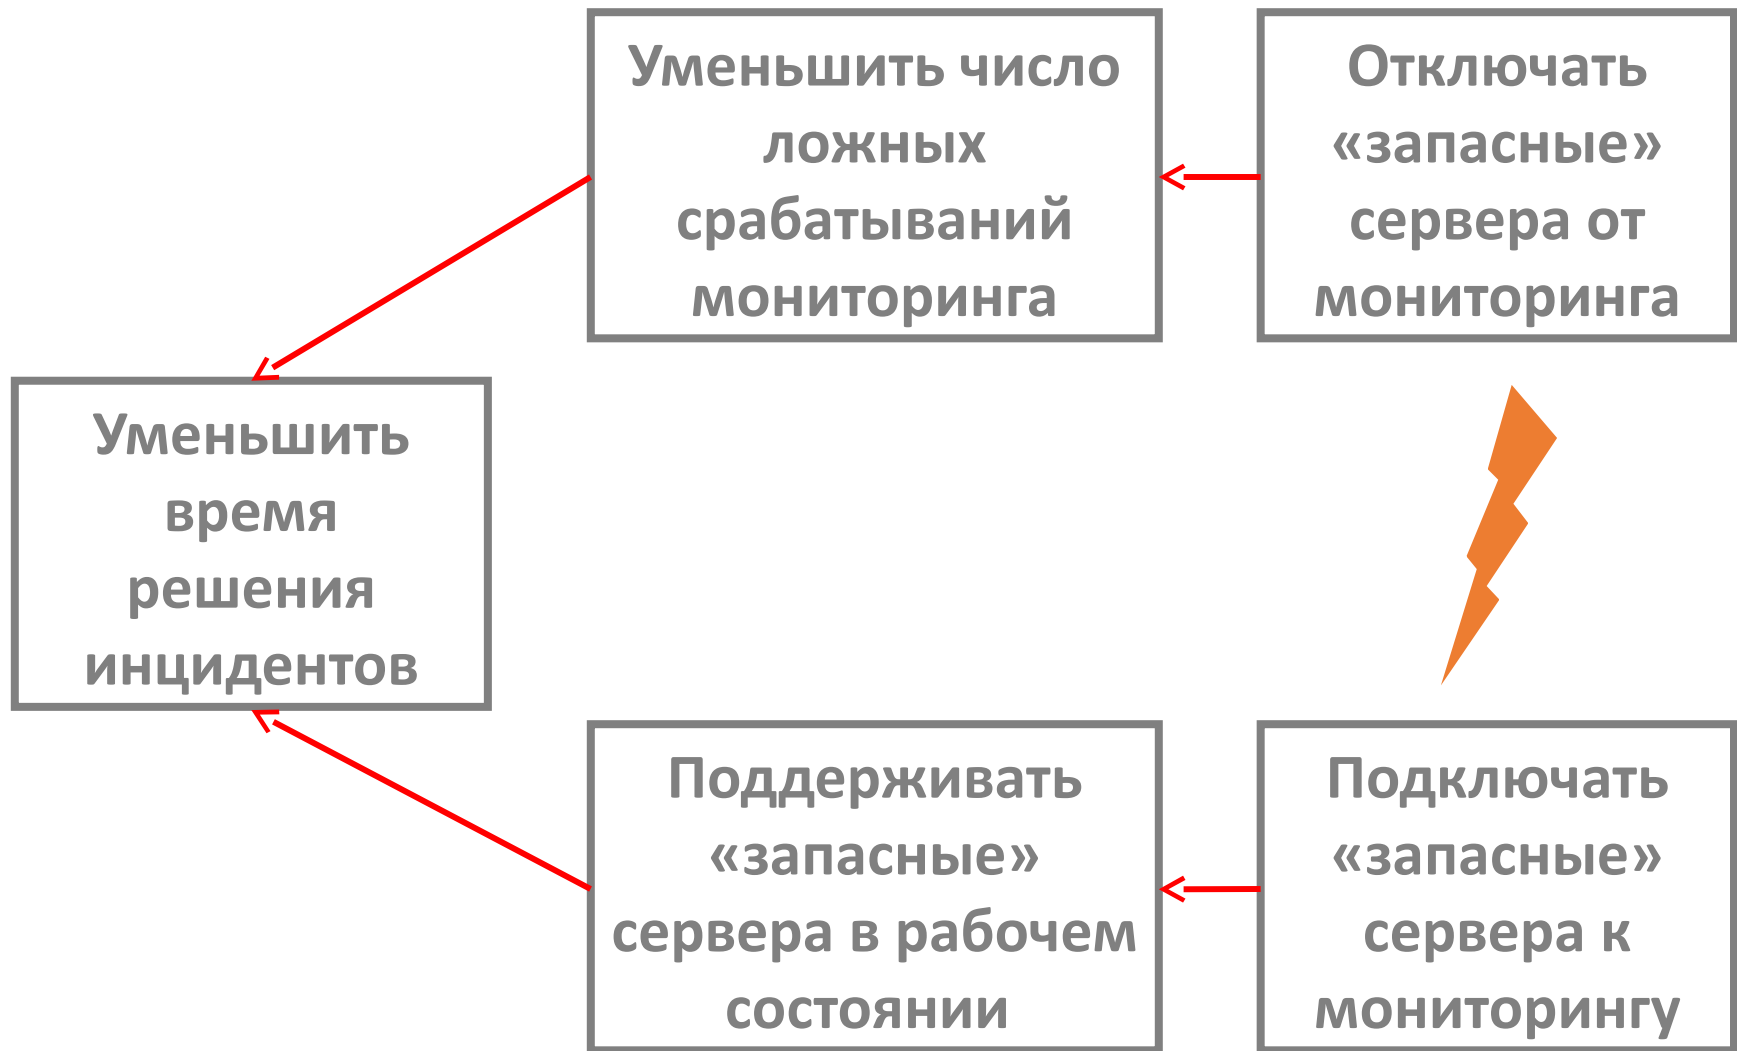 Уменьшить число
ложных
срабатываний
мониторинга
Отключать
«запасные»
сервера от
мониторинга
Уменьшить
время
решения
инцидентов
Поддерживать
«запасные»
сервера в рабочем
состоянии
Подключать
«запасные»
сервера к
мониторингу